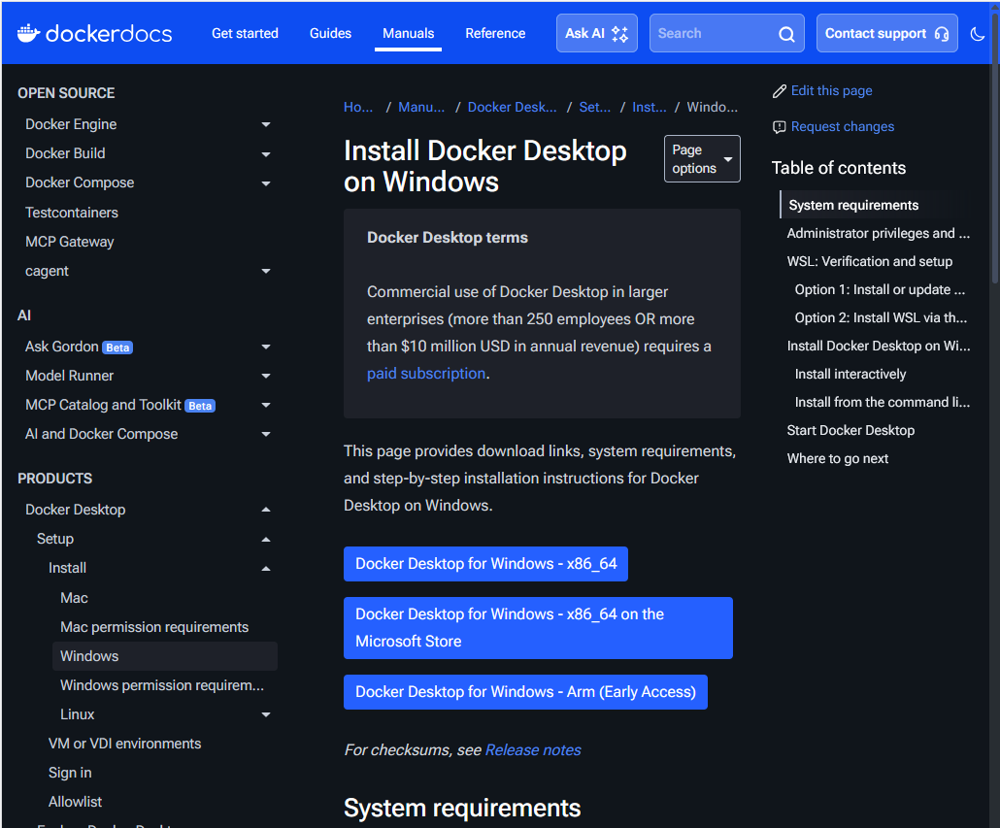 dockerdocs
Get started
Guides
Manuals
Reference
Ask AI
Search
Contact support
OPEN SOURCE
Docker Engine
Docker Build
Docker Compose
Testcontainers
MCP Gateway
cagent
AI
Ask Gordon Beta
Model Runner
MCP Catalog and Toolkit Beta
AI and Docker Compose
PRODUCTS
Docker Desktop
Setup
Install
Mac
Mac permission requirements
Windows
Windows permission requirem...
Linux
VM or VDI environments
Sign in
Allowlist
Ho... / Manu... / Docker Desk... / Set... / Inst... / Windo...
Install Docker Desktop
on Windows
Page
options
Docker Desktop terms
Commercial use of Docker Desktop in larger
enterprises (more than 250 employees OR more
than $10 million USD in annual revenue) requires a
paid subscription.
This page provides download links, system requirements,
and step-by-step installation instructions for Docker
Desktop on Windows.
Docker Desktop for Windows - x86_64
Docker Desktop for Windows - x86_64 on the
Microsoft Store
Docker Desktop for Windows - Arm (Early Access)
For checksums, see Release notes
System requirements
Edit this page
Request changes
Table of contents
System requirements
Administrator privileges and ...
WSL: Verification and setup
Option 1: Install or update ...
Option 2: Install WSL via th...
Install Docker Desktop on Wi...
Install interactively
Install from the command li...
Start Docker Desktop
Where to go next